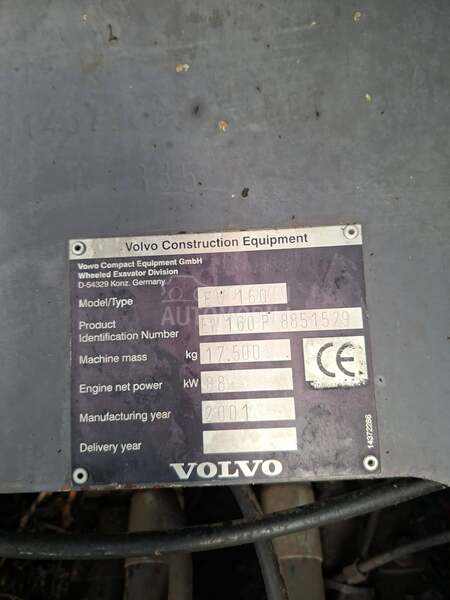 Volvo Construction Equipment
Volvo Compact Equipment GmbH
Wheeled Exavator Division
D-54329 Konz. Germany
Model/Type EW 160
Product
Identification Number EW 160 R 8851529
Machine mass kg 17.500
Engine net power kW 88
Manufacturing year 2001
Delivery year
CE
VOLVO
14372286